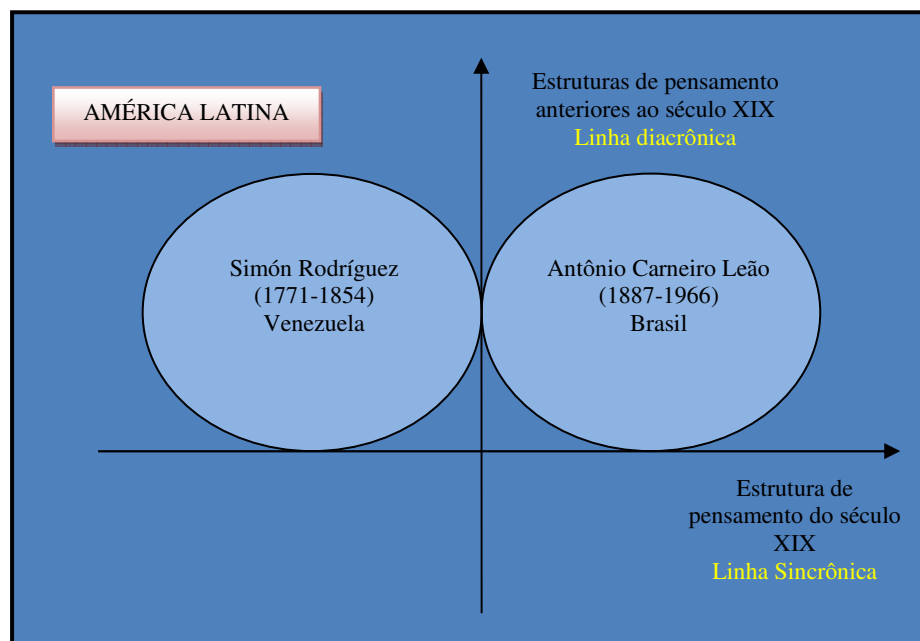 AMÉRICA LATINA
Estruturas de pensamento
anteriores ao século XIX
Linha diacrônica
Simón Rodríguez
(1771-1854)
Venezuela
Antônio Carneiro Leão
(1887-1966)
Brasil
Estrutura de
pensamento do século
XIX
Linha Sincrônica